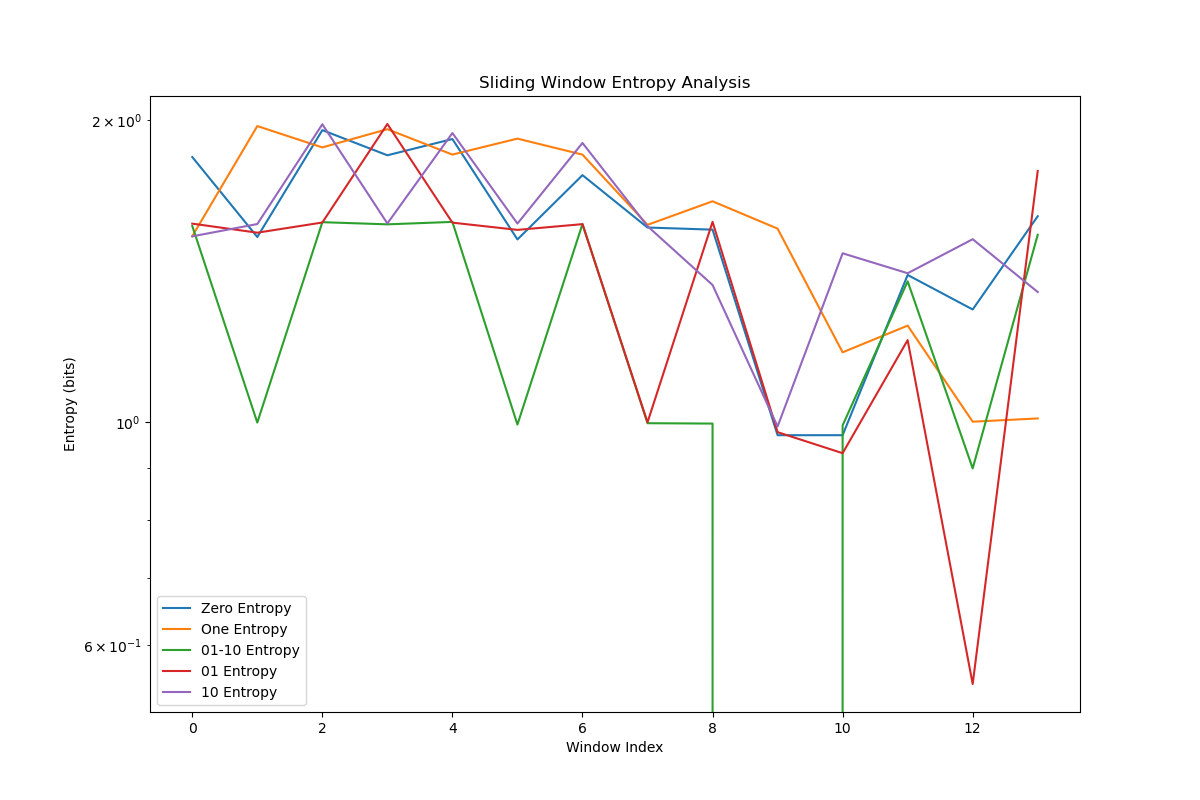 Sliding Window Entropy Analysis
2 × 10⁰
10⁰
6 × 10⁻¹
Entropy (bits)
Zero Entropy
One Entropy
01-10 Entropy
01 Entropy
10 Entropy
0 2 4 6 8 10 12
Window Index